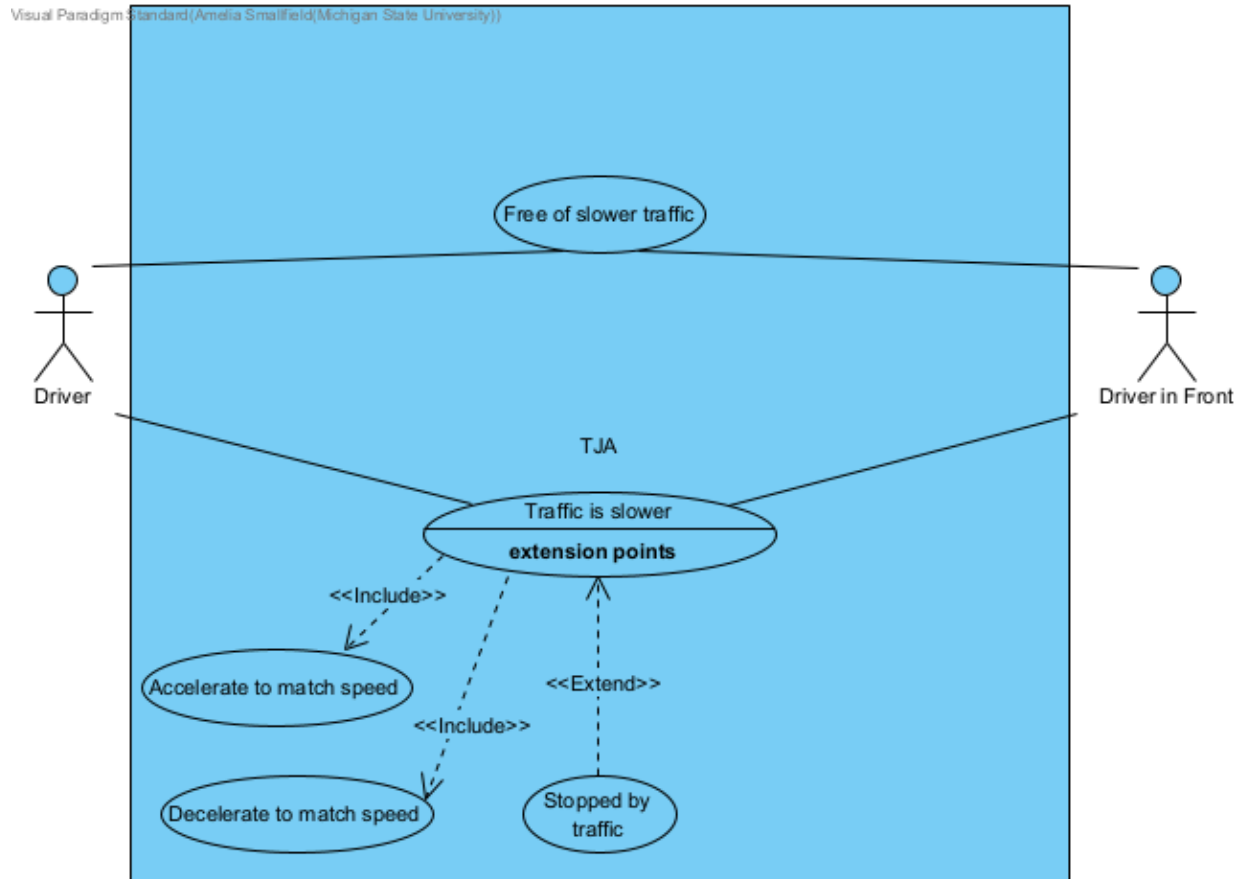 Visual Paradigm Standard(Amelia Smallfield(Michigan State University))
Free of slower traffic
Driver
Driver in Front
TJA
Traffic is slower
extension points
<<Include>>
Accelerate to match speed
<<Extend>>
<<Include>>
Decelerate to match speed
Stopped by
traffic